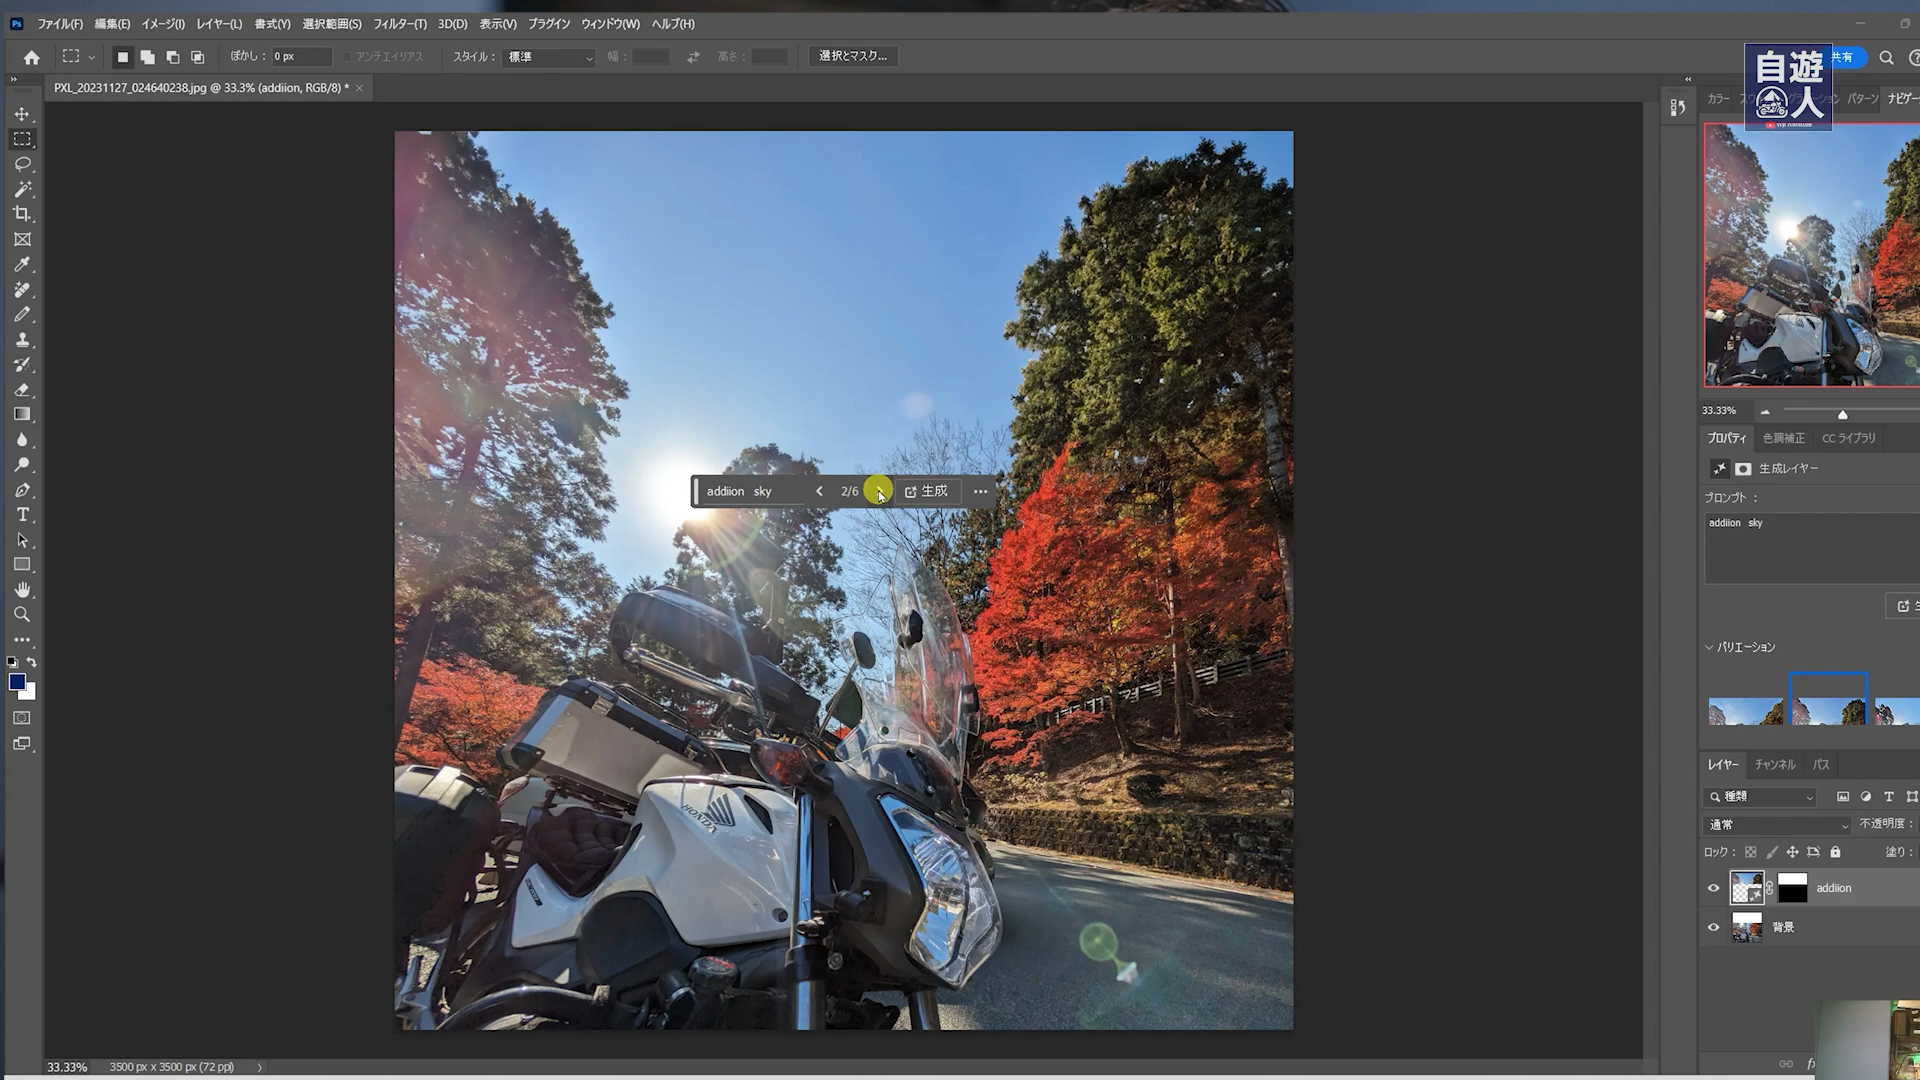 Ps ファイル(F) 編集(E) イメージ(I) レイヤー(L) 書式(Y) 選択範囲(S) フィルター(T) 3D(D) 表示(V) プラグイン ウィンドウ(W) ヘルプ(H)
ぼかし : 0 px アンチエイリアス スタイル : 標準 幅 : 高さ : 選択とマスク...
共有
自遊人
PXL_20231127_024640238.jpg @ 33.3% (addiion, RGB/8) * ×
カラー パターン
addiion sky 2/6 生成 ...
33.33%
プロパティ 色調補正 CC ライブラリ
生成レイヤー
プロンプト :
addiion sky
バリエーション
HONDA
レイヤー チャンネル パス
種類
通常 不透明度 :
ロック : 塗り :
addiion
背景
33.33% 3500 px x 3500 px (72 ppi)